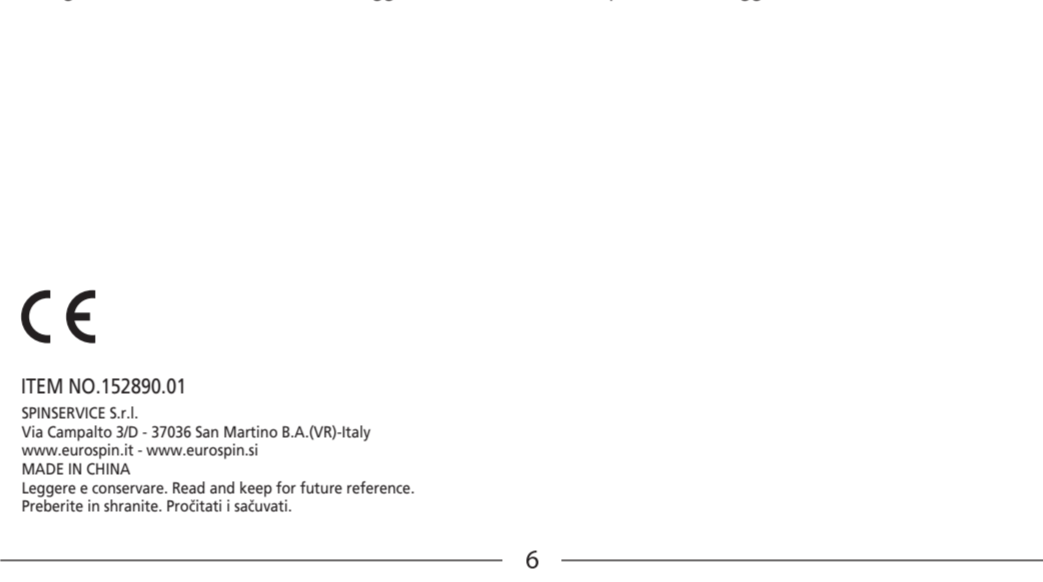 CE
ITEM NO.152890.01
SPINSERVICE S.r.l.
Via Campalto 3/D - 37036 San Martino B.A.(VR)-Italy
www.eurospin.it - www.eurospin.si
MADE IN CHINA
Leggere e conservare. Read and keep for future reference.
Preberite in shranite. Pročitati i sačuvati.
6